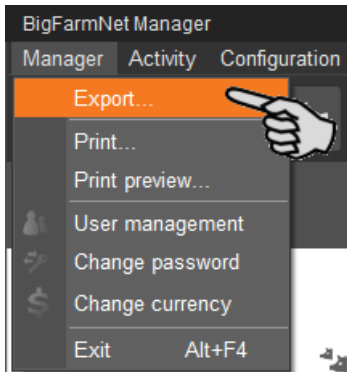 BigFarmNet Manager
Manager Activity Configuration
Export...
Print...
Print preview...
User management
Change password
Change currency
Exit Alt+F4